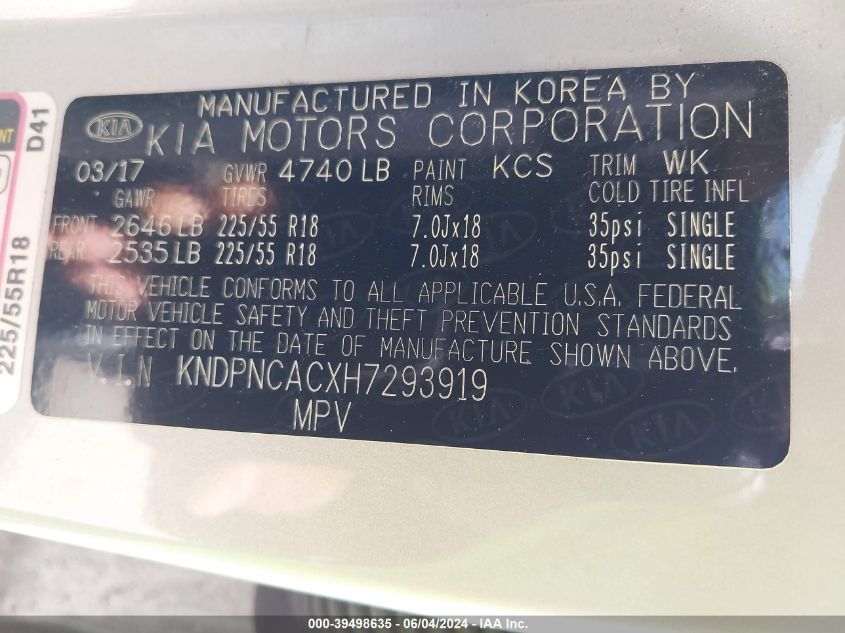 MANUFACTURED IN KOREA BY
KIA KIA MOTORS CORPORATION
03/17 GVWR 4740 LB PAINT KCS TRIM WK
GAWR TIRES RIMS COLD TIRE INFL
FRONT 2646 LB 225/55 R18 7.0Jx18 35psi SINGLE
REAR 2535 LB 225/55 R18 7.0Jx18 35psi SINGLE
THIS VEHICLE CONFORMS TO ALL APPLICABLE U.S.A. FEDERAL
MOTOR VEHICLE SAFETY AND THEFT PREVENTION STANDARDS
IN EFFECT ON THE DATE OF MANUFACTURE SHOWN ABOVE.
V.I.N KNDPNCACXH7293919
MPV
D41
225/55R18
000-39498635 - 06/04/2024 - IAA Inc.